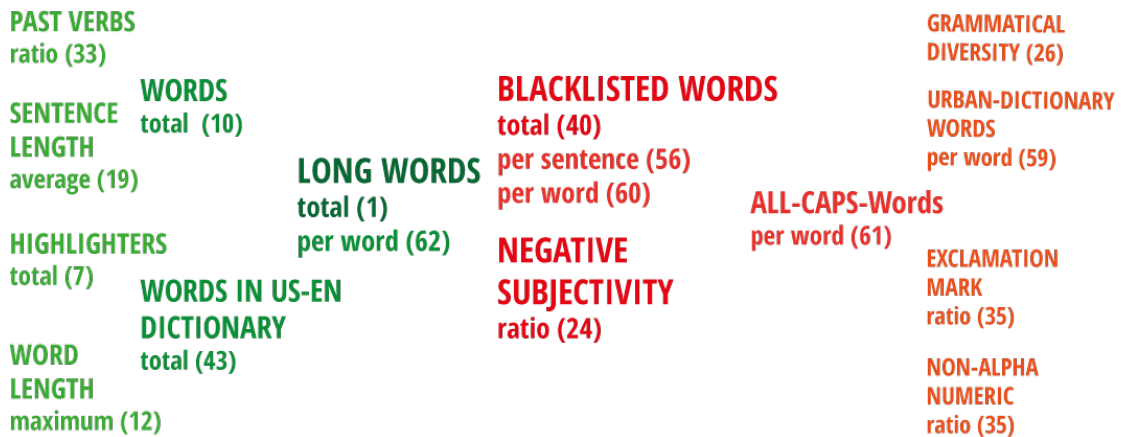 PAST VERBS
ratio (33)
SENTENCE
LENGTH
average (19)
HIGHLIGHTERS
total (7)
WORD
LENGTH
maximum (12)
WORDS
total (10)
WORDS IN US-EN
DICTIONARY
total (43)
LONG WORDS
total (1)
per word (62)
BLACKLISTED WORDS
total (40)
per sentence (56)
per word (60)
NEGATIVE
SUBJECTIVITY
ratio (24)
ALL-CAPS-Words
per word (61)
GRAMMATICAL
DIVERSITY (26)
URBAN-DICTIONARY
WORDS
per word (59)
EXCLAMATION
MARK
ratio (35)
NON-ALPHA
NUMERIC
ratio (35)